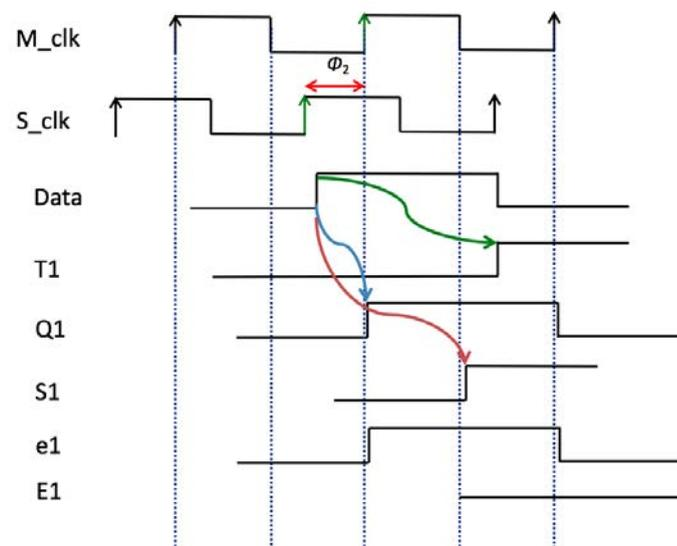 M_clk
Φ₂
S_clk
Data
T1
Q1
S1
e1
E1